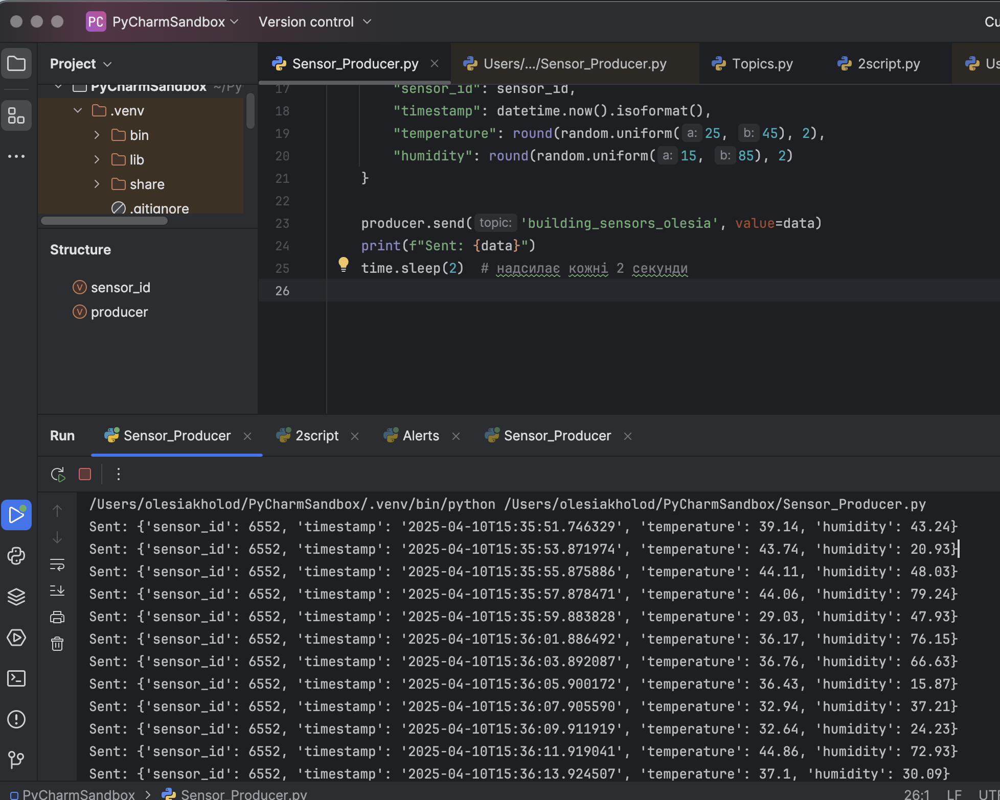 PC PyCharmSandbox Version control Cu
Project
Sensor_Producer.py Users/.../Sensor_Producer.py Topics.py 2script.py Us
PyCharmSandbox ~/Py
.venv
bin
lib
share
.gitignore
Structure
V sensor_id
V producer
17 "sensor_id": sensor_id,
18 "timestamp": datetime.now().isoformat(),
19 "temperature": round(random.uniform( a: 25, b: 45), 2),
20 "humidity": round(random.uniform( a: 15, b: 85), 2)
21 }
22
23 producer.send( topic: 'building_sensors_olesia', value=data)
24 print(f"Sent: {data}")
25 time.sleep(2) # надсилає кожні 2 секунди
26
Run Sensor_Producer 2script Alerts Sensor_Producer
/Users/olesiakholod/PyCharmSandbox/.venv/bin/python /Users/olesiakholod/PyCharmSandbox/Sensor_Producer.py
Sent: {'sensor_id': 6552, 'timestamp': '2025-04-10T15:35:51.746329', 'temperature': 39.14, 'humidity': 43.24}
Sent: {'sensor_id': 6552, 'timestamp': '2025-04-10T15:35:53.871974', 'temperature': 43.74, 'humidity': 20.93}
Sent: {'sensor_id': 6552, 'timestamp': '2025-04-10T15:35:55.875886', 'temperature': 44.11, 'humidity': 48.03}
Sent: {'sensor_id': 6552, 'timestamp': '2025-04-10T15:35:57.878471', 'temperature': 44.06, 'humidity': 79.24}
Sent: {'sensor_id': 6552, 'timestamp': '2025-04-10T15:35:59.883828', 'temperature': 29.03, 'humidity': 47.93}
Sent: {'sensor_id': 6552, 'timestamp': '2025-04-10T15:36:01.886492', 'temperature': 36.17, 'humidity': 76.15}
Sent: {'sensor_id': 6552, 'timestamp': '2025-04-10T15:36:03.892087', 'temperature': 36.76, 'humidity': 66.63}
Sent: {'sensor_id': 6552, 'timestamp': '2025-04-10T15:36:05.900172', 'temperature': 36.43, 'humidity': 15.87}
Sent: {'sensor_id': 6552, 'timestamp': '2025-04-10T15:36:07.905590', 'temperature': 32.94, 'humidity': 37.21}
Sent: {'sensor_id': 6552, 'timestamp': '2025-04-10T15:36:09.911919', 'temperature': 32.64, 'humidity': 24.23}
Sent: {'sensor_id': 6552, 'timestamp': '2025-04-10T15:36:11.919041', 'temperature': 44.86, 'humidity': 72.93}
Sent: {'sensor_id': 6552, 'timestamp': '2025-04-10T15:36:13.924507', 'temperature': 37.1, 'humidity': 30.09}
PyCharmSandbox > Sensor_Producer.py 26:1 LF UTF